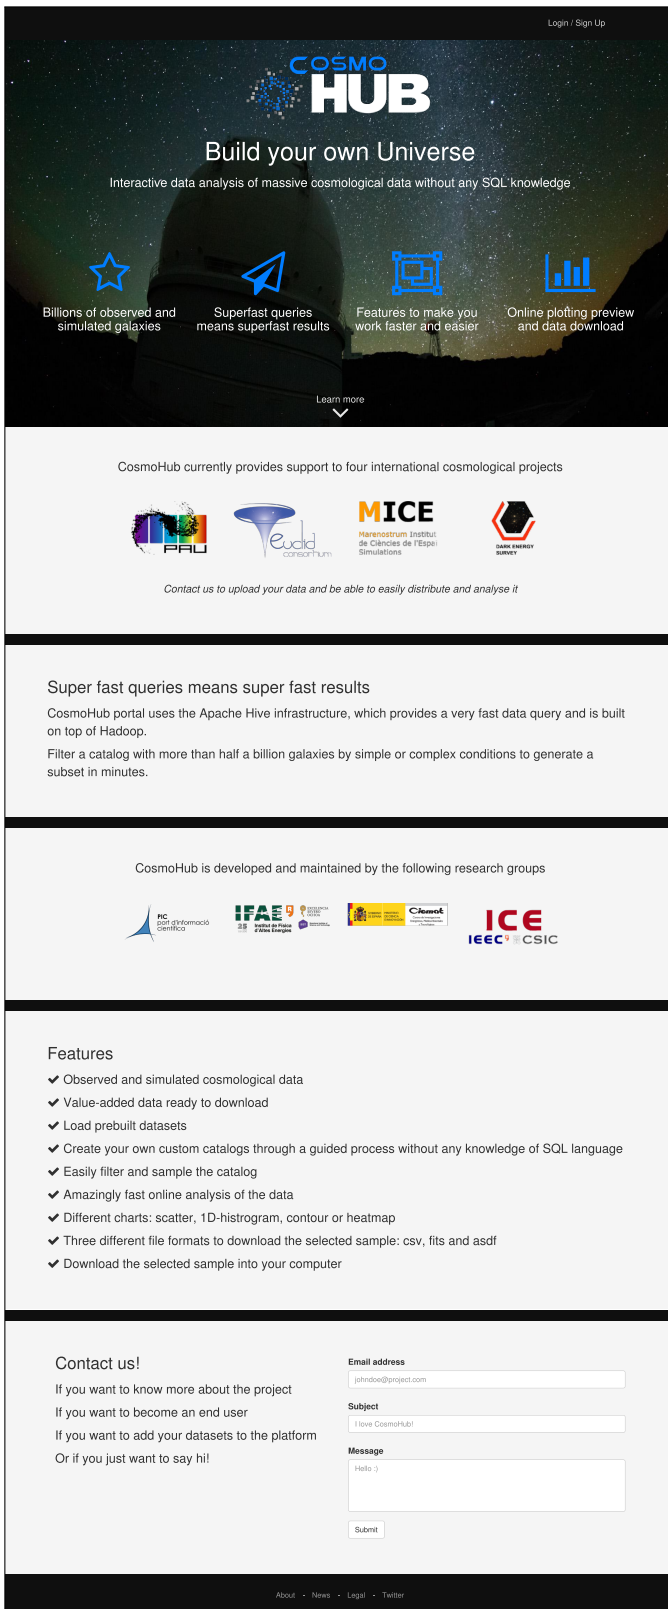 Login / Sign Up
COSMO
HUB
Build your own Universe
Interactive data analysis of massive cosmological data without any SQL knowledge
Billions of observed and
simulated galaxies
Superfast queries
means superfast results
Features to make you
work faster and easier
Online plotting preview
and data download
Learn more
CosmoHub currently provides support to four international cosmological projects
PAU
Euclid
consortium
MICE
Marenostrum Institut
de Ciències de l'Espai
Simulations
DARK ENERGY
SURVEY
Contact us to upload your data and be able to easily distribute and analyse it
Super fast queries means super fast results
CosmoHub portal uses the Apache Hive infrastructure, which provides a very fast data query and is built
on top of Hadoop.
Filter a catalog with more than half a billion galaxies by simple or complex conditions to generate a
subset in minutes.
CosmoHub is developed and maintained by the following research groups
PIC
port d'informació
científica
IFAE
25
Institut de Física
d'Altes Energies
EXCELENCIA
SEVERO
OCHOA
Ciemat
ICE
IEEC CSIC
Features
Observed and simulated cosmological data
Value-added data ready to download
Load prebuilt datasets
Create your own custom catalogs through a guided process without any knowledge of SQL language
Easily filter and sample the catalog
Amazingly fast online analysis of the data
Different charts: scatter, 1D-histrogram, contour or heatmap
Three different file formats to download the selected sample: csv, fits and asdf
Download the selected sample into your computer
Contact us!
If you want to know more about the project
If you want to become an end user
If you want to add your datasets to the platform
Or if you just want to say hi!
Email address
johndoe@project.com
Subject
I love CosmoHub!
Message
Hello :)
Submit
About - News - Legal - Twitter